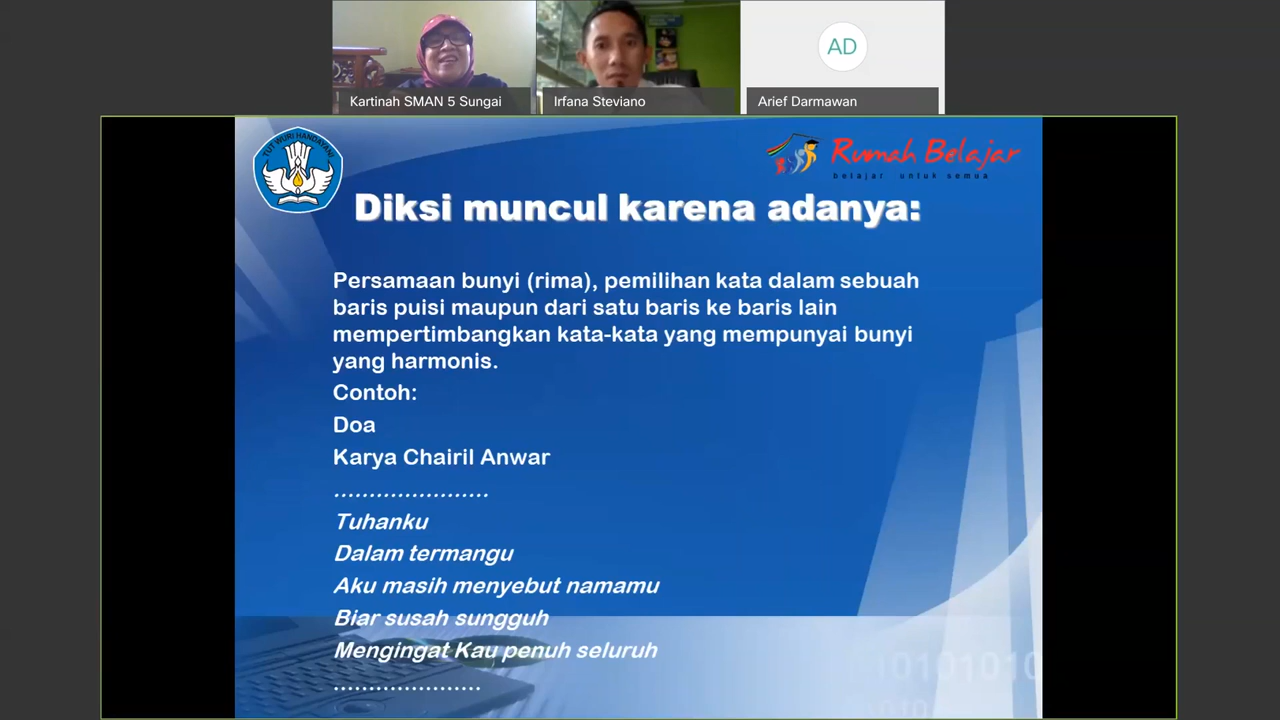 Kartinah SMAN 5 Sungai
Irfana Steviano
AD
Arief Darmawan
TUT WURI HANDAYANI
Rumah Belajar
belajar untuk semua
Diksi muncul karena adanya:
Persamaan bunyi (rima), pemilihan kata dalam sebuah
baris puisi maupun dari satu baris ke baris lain
mempertimbangkan kata-kata yang mempunyai bunyi
yang harmonis.
Contoh:
Doa
Karya Chairil Anwar
......................
Tuhanku
Dalam termangu
Aku masih menyebut namamu
Biar susah sungguh
Mengingat Kau penuh seluruh
.....................